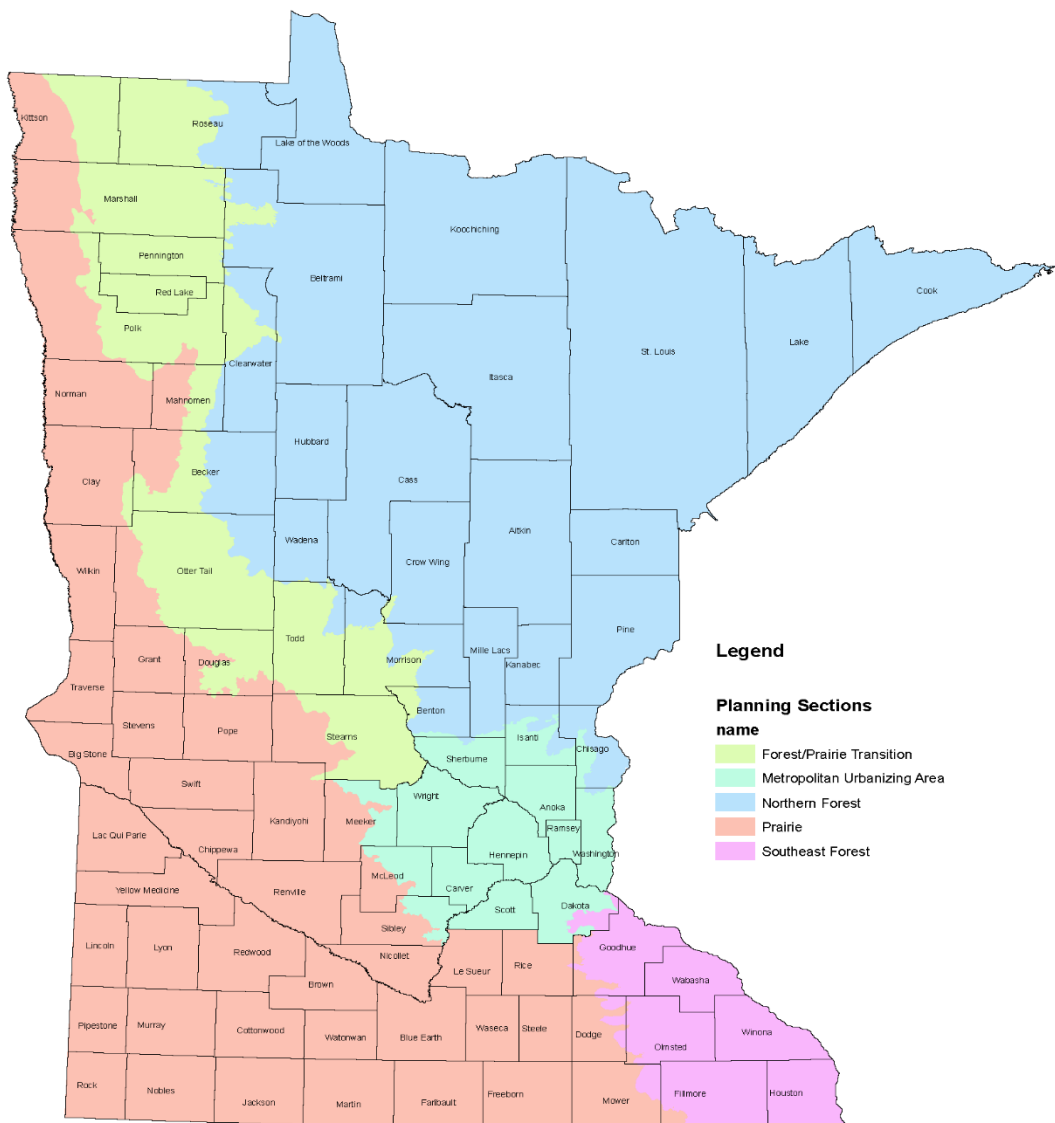 Kittson
Roseau
Lake of the Woods
Marshall
Koochiching
Pennington
Beltrami
Red Lake
Cook
Polk
Lake
St. Louis
Clearwater
Itasca
Norman
Mahnomen
Hubbard
Becker
Clay
Cass
Aitkin
Wadena
Carlton
Crow Wing
Wilkin
Otter Tail
Pine
Todd
Mille Lacs
Grant
Douglas
Morrison
Kanabec
Legend
Traverse
Benton
Planning Sections
Stevens
Pope
Stearns
Isanti
name
Big Stone
Sherburne
Chisago
Forest/Prairie Transition
Metropolitan Urbanizing Area
Swift
Wright
Northern Forest
Anoka
Kandiyohi
Meeker
Ramsey
Prairie
Lac Qui Parle
Chippewa
Hennepin
Washington
Southeast Forest
McLeod
Yellow Medicine
Renville
Carver
Scott
Dakota
Sibley
Lincoln
Lyon
Redwood
Nicollet
Goodhue
Le Sueur
Rice
Brown
Wabasha
Pipestone
Murray
Cottonwood
Watonwan
Blue Earth
Waseca
Steele
Dodge
Winona
Olmsted
Rock
Nobles
Jackson
Martin
Faribault
Freeborn
Mower
Fillmore
Houston